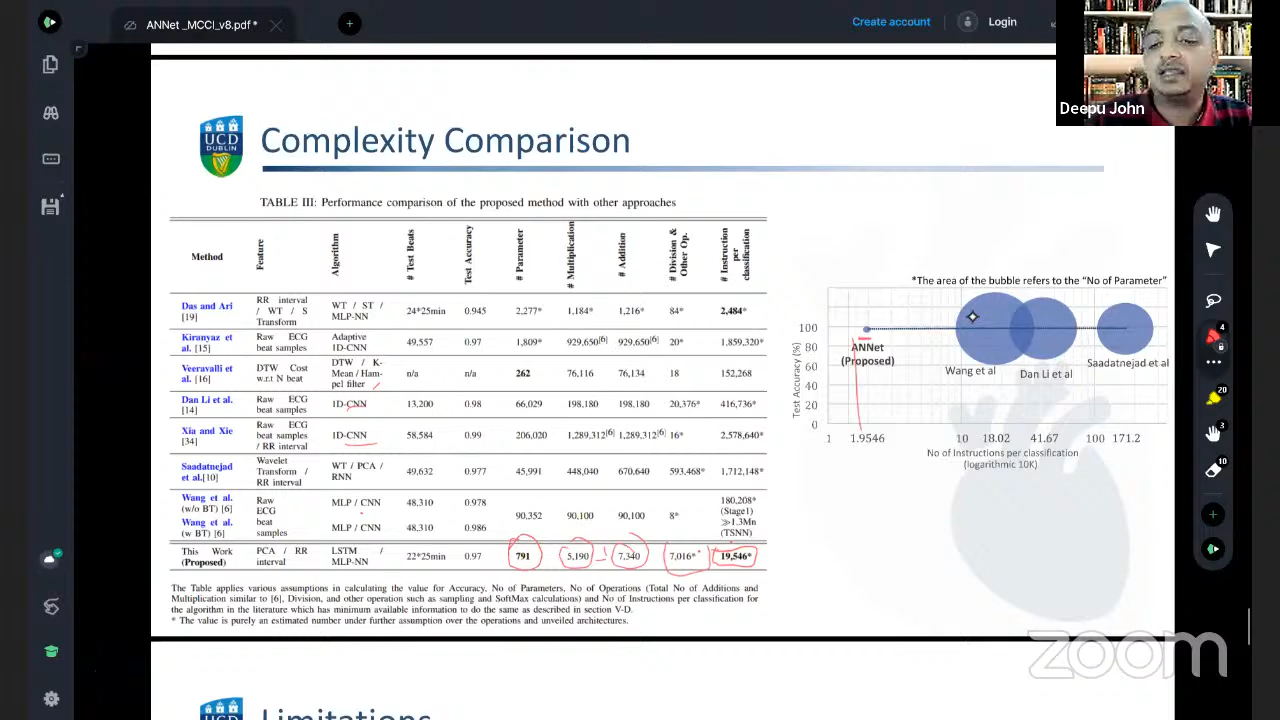 ANNet _MCCI_v8.pdf *
Create account
Login
Deepu John
UCD
DUBLIN
Complexity Comparison
TABLE III: Performance comparison of the proposed method with other approaches
Method
Feature
Algorithm
# Test Beats
Test Accuracy
# Parameter
# Multiplication
# Addition
# Division &
Other Op.
# Instruction
per
classification
Das and Ari
[19]
RR interval
/ WT / S
Transform
WT / ST /
MLP-NN
24*25min
0.945
2,277*
1,184*
1,216*
84*
2,484*
Kiranyaz et
al. [15]
Raw ECG
beat samples
Adaptive
1D-CNN
49,557
0.97
1,809*
929,650[6]
929,650[6]
20*
1,859,320*
Veeravalli et
al. [16]
DTW Cost
w.r.t N beat
DTW / K-
Mean / Ham-
pel filter
n/a
n/a
262
76,116
76,134
18
152,268
Dan Li et al.
[14]
Raw ECG
beat samples
1D-CNN
13,200
0.98
66,029
198,180
198,180
20,376*
416,736*
Xia and Xie
[34]
Raw ECG
beat samples
/ RR interval
1D-CNN
58,584
0.99
206,020
1,289,312[6]
1,289,312[6]
16*
2,578,640*
Saadatnejad
et al.[10]
Wavelet
Transform /
RR interval
WT / PCA /
RNN
49,632
0.977
45,991
448,040
670,640
593,468*
1,712,148*
Wang et al.
(w/o BT) [6]
Wang et al.
(w BT) [6]
Raw
ECG
beat
samples
MLP / CNN
MLP / CNN
48,310
48,310
0.978
0.986
90,352
90,100
90,100
8*
180,208*
(Stage1)
≫1.3Mn
(TSNN)
This Work
(Proposed)
PCA / RR
interval
LSTM /
MLP-NN
22*25min
0.97
791
5,190
7,340
7,016*
19,546*
The Table applies various assumptions in calculating the value for Accuracy, No of Parameters, No of Operations (Total No of Additions and
Multiplication similar to [6], Division, and other operation such as sampling and SoftMax calculations) and No of Instructions per classification for
the algorithm in the literature which has minimum available information to do the same as described in section V-D.
* The value is purely an estimated number under further assumption over the operations and unveiled architectures.
*The area of the bubble refers to the "No of Parameter"
Test Accuracy (%)
100
80
60
40
20
0
ANNet
(Proposed)
Wang et al
Dan Li et al
Saadatnejad et al
1
1.9546
10
18.02
41.67
100
171.2
No of Instructions per classification
(logarithmic 10K)
4
20
3
10
zoom
UCD
Limitations